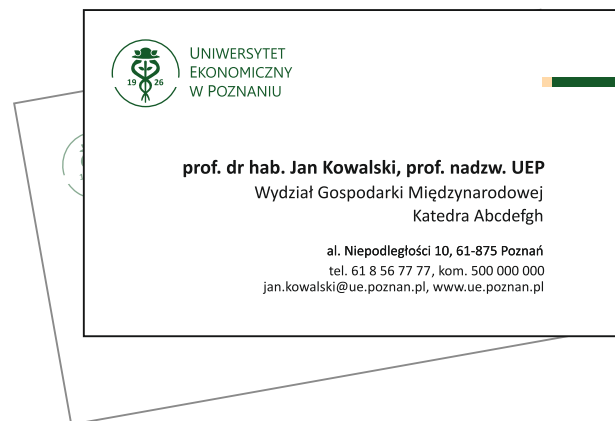 UNIWERSYTET
EKONOMICZNY
W POZNANIU
19 26
prof. dr hab. Jan Kowalski, prof. nadzw. UEP
Wydział Gospodarki Międzynarodowej
Katedra Abcdefgh
al. Niepodległości 10, 61-875 Poznań
tel. 61 8 56 77 77, kom. 500 000 000
jan.kowalski@ue.poznan.pl, www.ue.poznan.pl